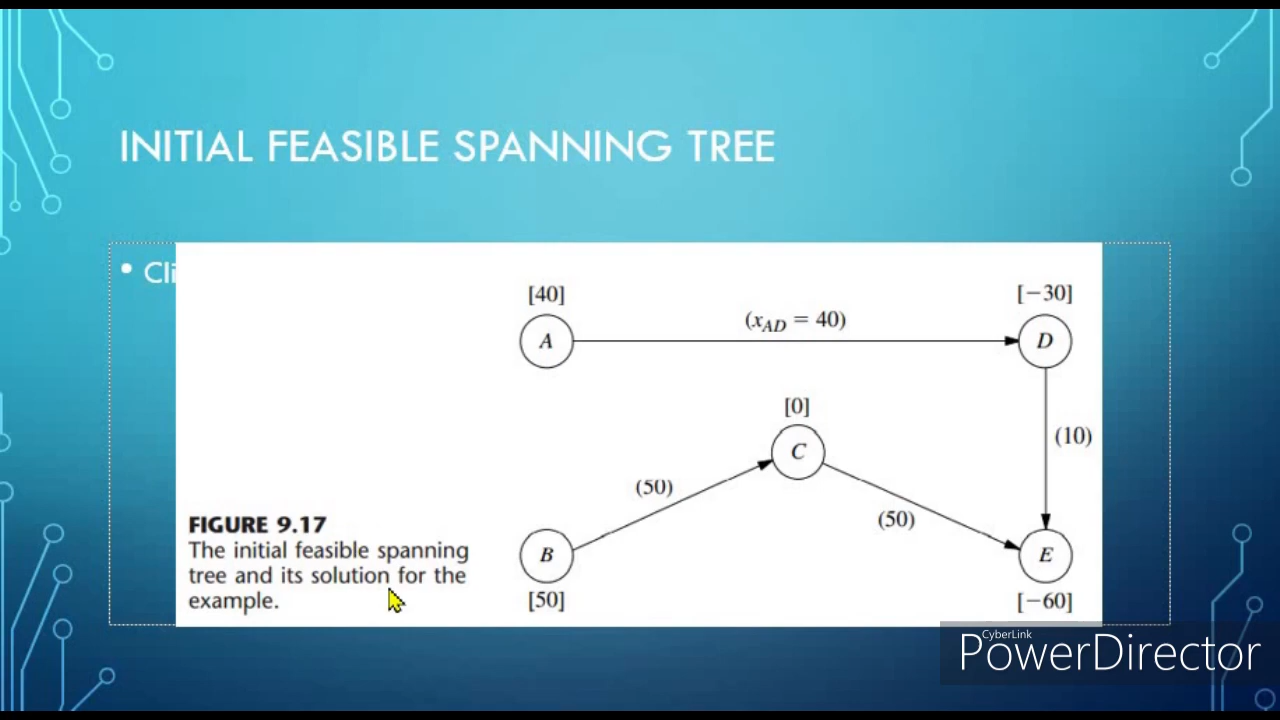 INITIAL FEASIBLE SPANNING TREE
• Cli
[40]
[−30]
(xAD = 40)
A
D
[0]
(10)
C
(50)
(50)
FIGURE 9.17
The initial feasible spanning
tree and its solution for the
example.
B
E
[50]
[−60]
CyberLink
PowerDirector